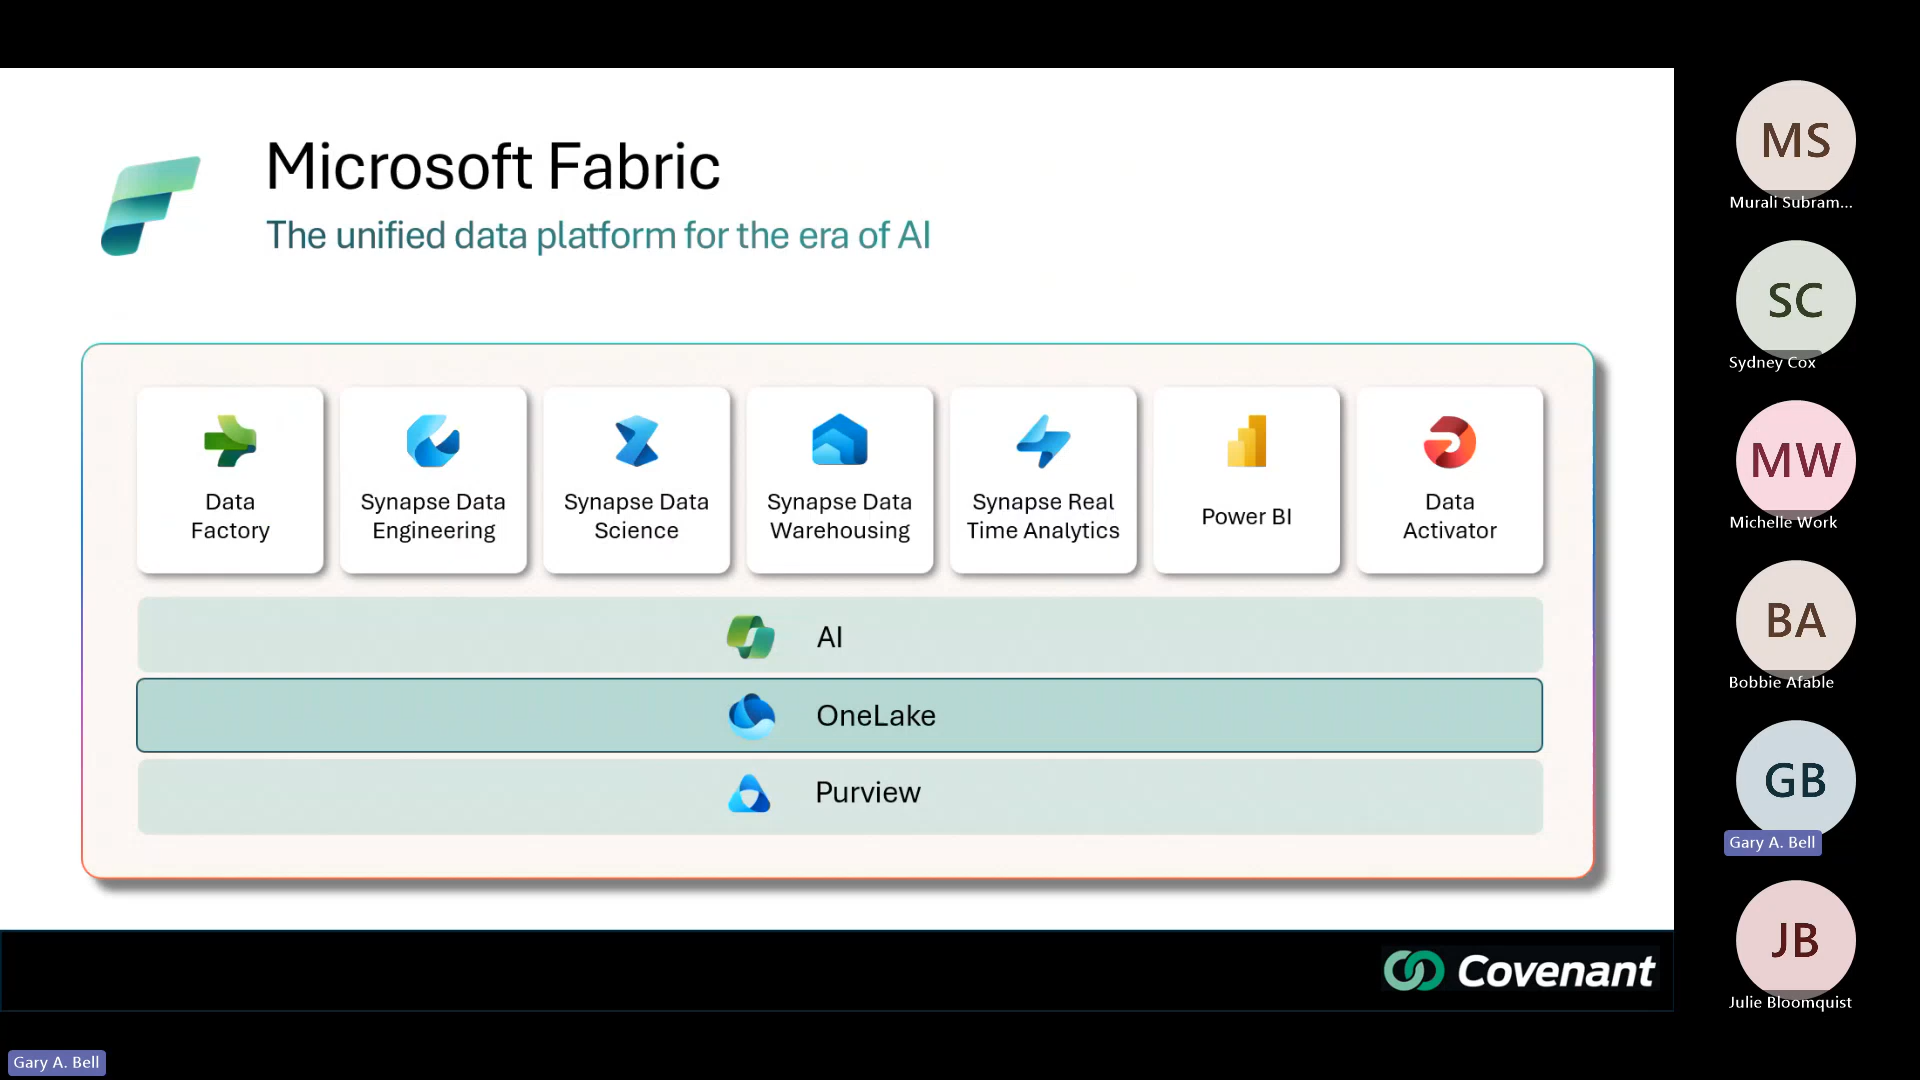 Microsoft Fabric
The unified data platform for the era of AI
Data
Factory
Synapse Data
Engineering
Synapse Data
Science
Synapse Data
Warehousing
Synapse Real
Time Analytics
Power BI
Data
Activator
AI
OneLake
Purview
Covenant
Gary A. Bell
MS
Murali Subram...
SC
Sydney Cox
MW
Michelle Work
BA
Bobbie Afable
GB
Gary A. Bell
JB
Julie Bloomquist